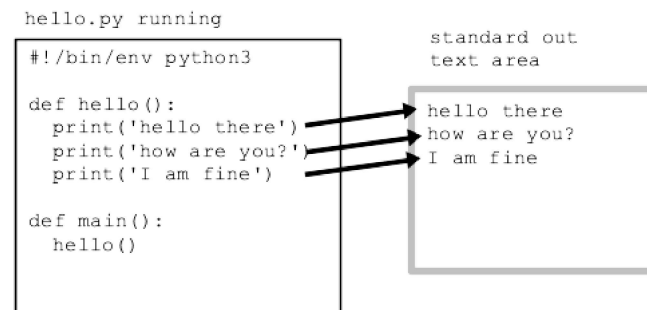 hello.py running
#!/bin/env python3
def hello():
print('hello there')
print('how are you?')
print('I am fine')
def main():
hello()
standard out
text area
hello there
how are you?
I am fine